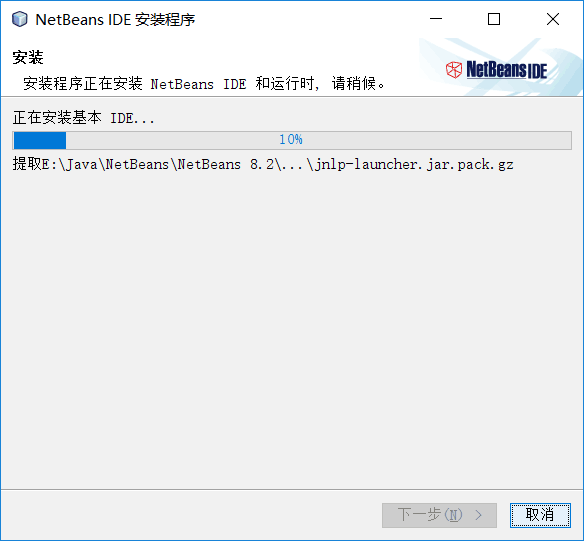 NetBeans IDE 安装程序
安装
安装程序正在安装 NetBeans IDE 和运行时, 请稍候。
NetBeans IDE
正在安装基本 IDE...
10%
提取E:\Java\NetBeans\NetBeans 8.2\...\jnlp-launcher.jar.pack.gz
下一步(N) >
取消